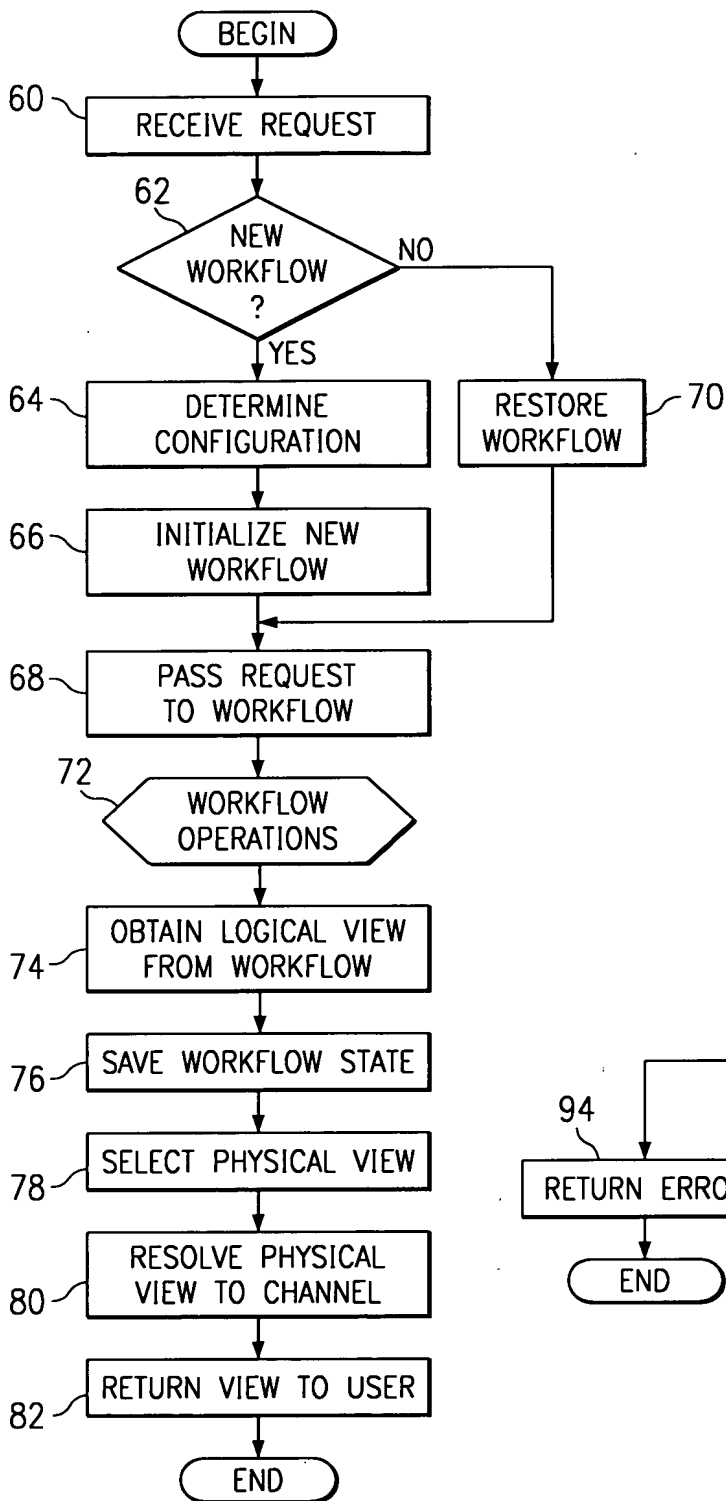 BEGIN
60
RECEIVE REQUEST
62
NEW
WORKFLOW
?
NO
YES
64
DETERMINE
CONFIGURATION
RESTORE
WORKFLOW
70
66
INITIALIZE NEW
WORKFLOW
68
PASS REQUEST
TO WORKFLOW
72
WORKFLOW
OPERATIONS
74
OBTAIN LOGICAL VIEW
FROM WORKFLOW
76
SAVE WORKFLOW STATE
94
78
SELECT PHYSICAL VIEW
RETURN ERRO
80
RESOLVE PHYSICAL
VIEW TO CHANNEL
END
82
RETURN VIEW TO USER
END